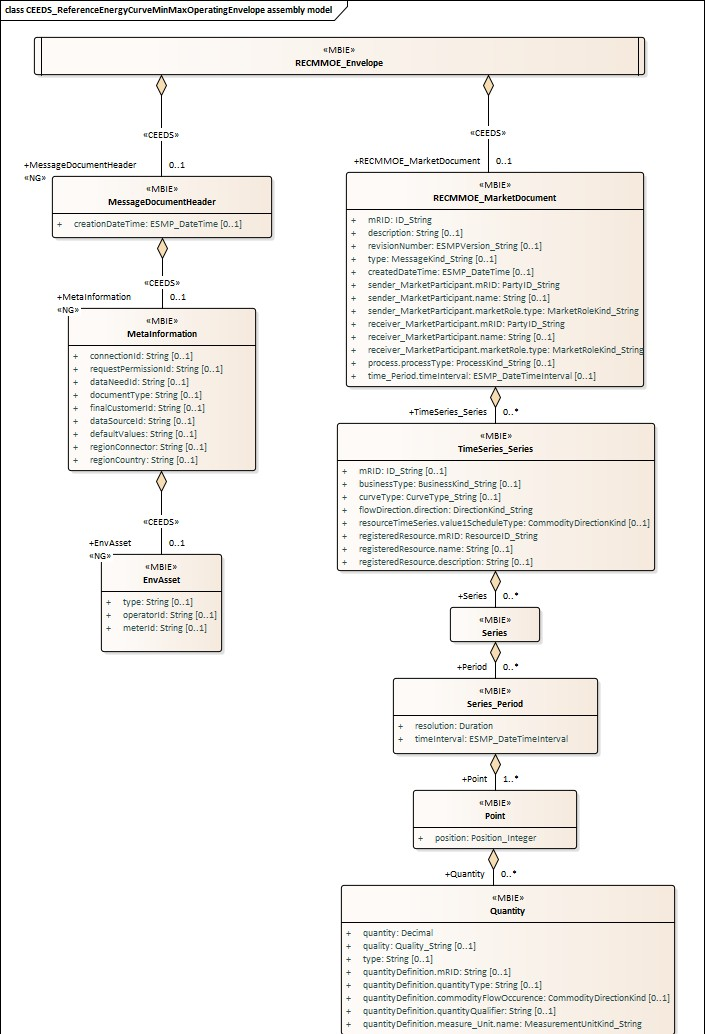 class CEEDS_ReferenceEnergyCurveMinMaxOperatingEnvelope assembly model
«MBIE»
RECMMOE_Envelope
«CEEDS»
+MessageDocumentHeader 0..1
«NG»
«MBIE»
MessageDocumentHeader
+ creationDateTime: ESMP_DateTime [0..1]
«CEEDS»
+MetaInformation 0..1
«NG»
«MBIE»
MetaInformation
+ connectionId: String [0..1]
+ requestPermissionId: String [0..1]
+ dataNeedId: String [0..1]
+ documentType: String [0..1]
+ finalCustomerId: String [0..1]
+ dataSourceId: String [0..1]
+ defaultValues: String [0..1]
+ regionConnector: String [0..1]
+ regionCountry: String [0..1]
«CEEDS»
+EnvAsset 0..1
«NG»
«MBIE»
EnvAsset
+ type: String [0..1]
+ operatorId: String [0..1]
+ meterId: String [0..1]
«CEEDS»
+RECMMOE_MarketDocument 0..1
«MBIE»
RECMMOE_MarketDocument
+ mRID: ID_String
+ description: String [0..1]
+ revisionNumber: ESMPVersion_String [0..1]
+ type: MessageKind_String [0..1]
+ createdDateTime: ESMP_DateTime [0..1]
+ sender_MarketParticipant.mRID: PartyID_String
+ sender_MarketParticipant.name: String [0..1]
+ sender_MarketParticipant.marketRole.type: MarketRoleKind_String
+ receiver_MarketParticipant.mRID: PartyID_String
+ receiver_MarketParticipant.name: String [0..1]
+ receiver_MarketParticipant.marketRole.type: MarketRoleKind_String
+ process.processType: ProcessKind_String [0..1]
+ time_Period.timeInterval: ESMP_DateTimeInterval [0..1]
+TimeSeries_Series 0..*
«MBIE»
TimeSeries_Series
+ mRID: ID_String [0..1]
+ businessType: BusinessKind_String [0..1]
+ curveType: CurveType_String [0..1]
+ flowDirection.direction: DirectionKind_String
+ resourceTimeSeries.value1ScheduleType: CommodityDirectionKind [0..1]
+ registeredResource.mRID: ResourceID_String
+ registeredResource.name: String [0..1]
+ registeredResource.description: String [0..1]
+Series 0..*
«MBIE»
Series
+Period 0..*
«MBIE»
Series_Period
+ resolution: Duration
+ timeInterval: ESMP_DateTimeInterval
+Point 1..*
«MBIE»
Point
+ position: Position_Integer
+Quantity 0..*
«MBIE»
Quantity
+ quantity: Decimal
+ quality: Quality_String [0..1]
+ type: String [0..1]
+ quantityDefinition.mRID: String [0..1]
+ quantityDefinition.quantityType: String [0..1]
+ quantityDefinition.commodityFlowOccurence: CommodityDirectionKind [0..1]
+ quantityDefinition.quantityQualifier: String [0..1]
+ quantityDefinition.measure_Unit.name: MeasurementUnitKind_String